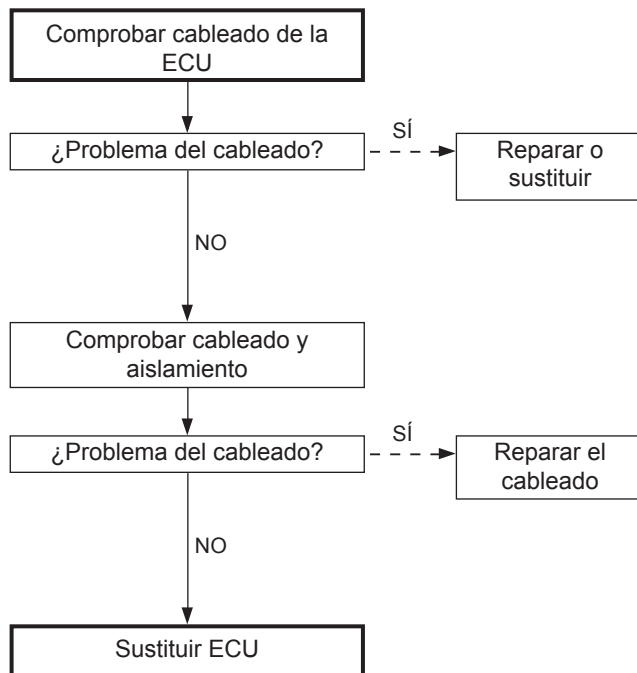 Comprobar cableado de la
ECU
¿Problema del cableado?
SÍ
Reparar o
sustituir
NO
Comprobar cableado y
aislamiento
¿Problema del cableado?
SÍ
Reparar el
cableado
NO
Sustituir ECU